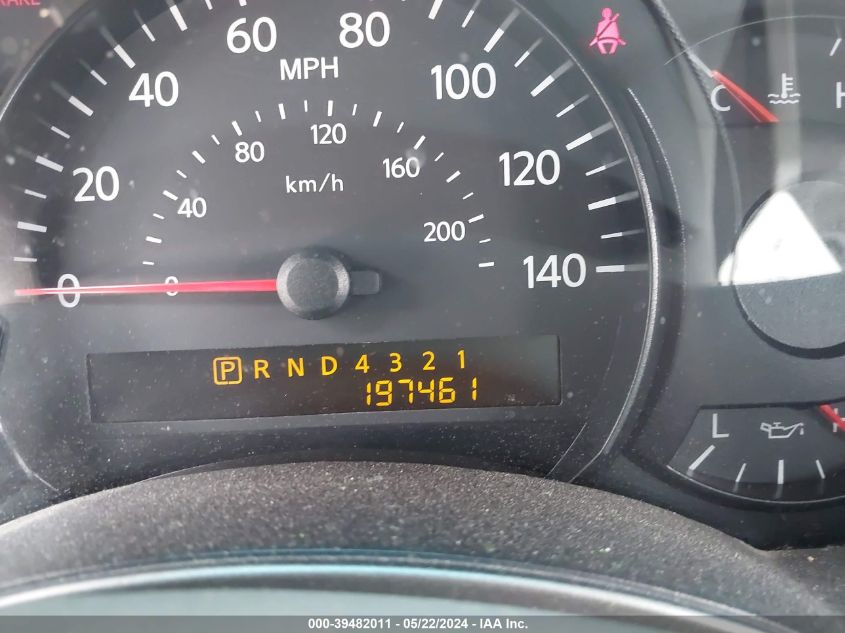 BRAKE
60 80
MPH
40 100
80 120 160
20 km/h 120
40 200
0 0 140
C H
P R N D 4 3 2 1
197461
L H
000-39482011 - 05/22/2024 - IAA Inc.